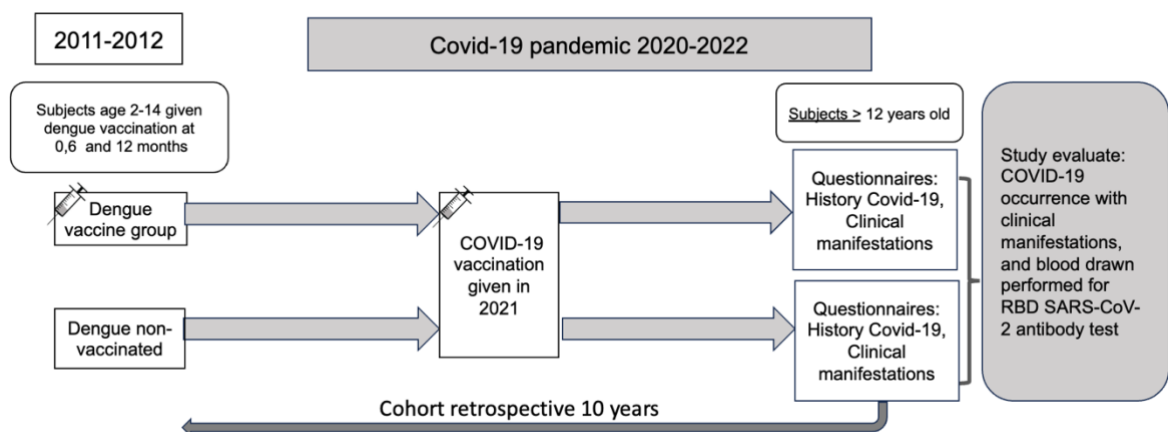 2011-2012
Covid-19 pandemic 2020-2022
Subjects age 2-14 given
dengue vaccination at
0,6 and 12 months
Subjects > 12 years old
Dengue
vaccine group
COVID-19
vaccination
given in
2021
Questionnaires:
History Covid-19,
Clinical
manifestations
Study evaluate:
COVID-19
occurrence with
clinical
manifestations,
and blood drawn
performed for
RBD SARS-CoV-
2 antibody test
Dengue non-
vaccinated
Questionnaires:
History Covid-19,
Clinical
manifestations
Cohort retrospective 10 years